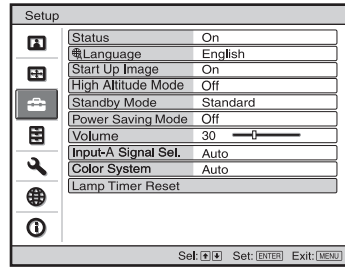 Setup
Status On
Language English
Start Up Image On
High Altitude Mode Off
Standby Mode Standard
Power Saving Mode Off
Volume 30
Input-A Signal Sel. Auto
Color System Auto
Lamp Timer Reset
Sel: Set: ENTER Exit: MENU